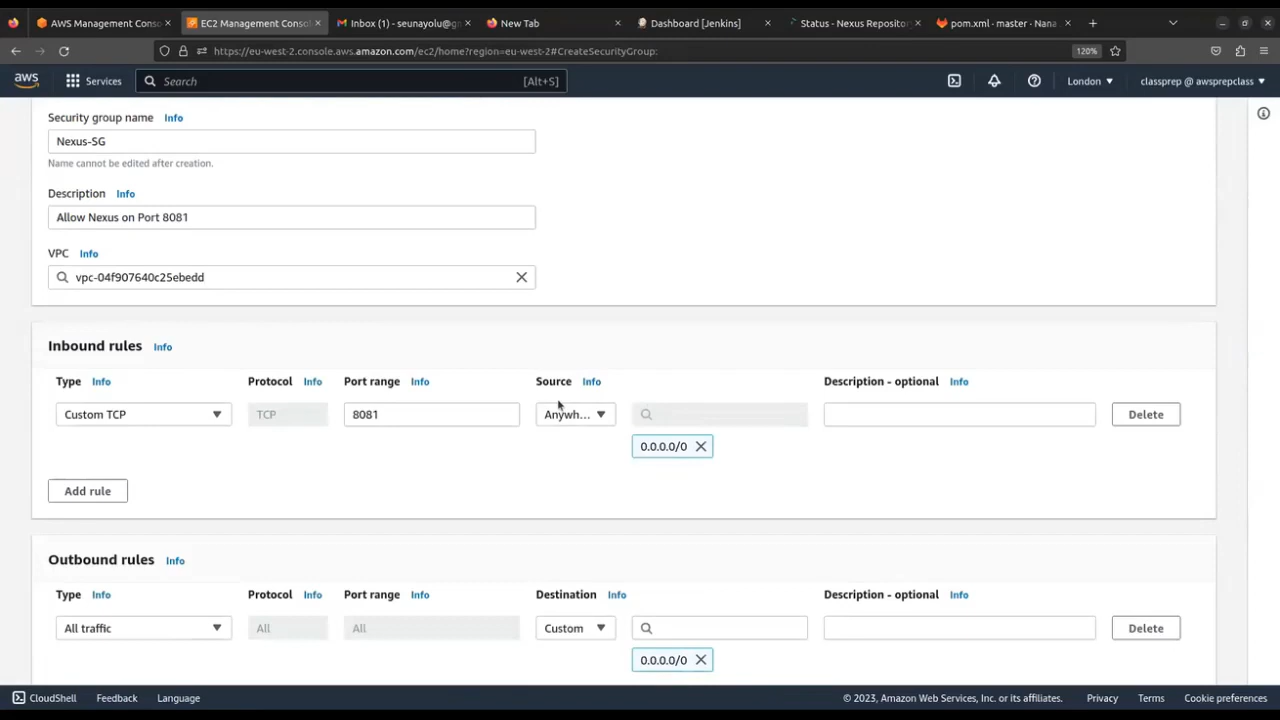 AWS Management Conso
EC2 Management Consol
Inbox (1) - seunayolu@gm
New Tab
Dashboard [Jenkins]
Status - Nexus Repositor
pom.xml · master · Nana
https://eu-west-2.console.aws.amazon.com/ec2/home?region=eu-west-2#CreateSecurityGroup:
120%
aws
Services
Search
[Alt+S]
London
classprep @ awsprepclass
Security group name Info
Nexus-SG
Name cannot be edited after creation.
Description Info
Allow Nexus on Port 8081
VPC Info
vpc-04f907640c25ebedd
Inbound rules Info
Type Info Protocol Info Port range Info Source Info Description - optional Info
Custom TCP TCP 8081 Anywh... Delete
0.0.0.0/0
Add rule
Outbound rules Info
Type Info Protocol Info Port range Info Destination Info Description - optional Info
All traffic All All Custom Delete
0.0.0.0/0
CloudShell Feedback Language © 2023, Amazon Web Services, Inc. or its affiliates. Privacy Terms Cookie preferences